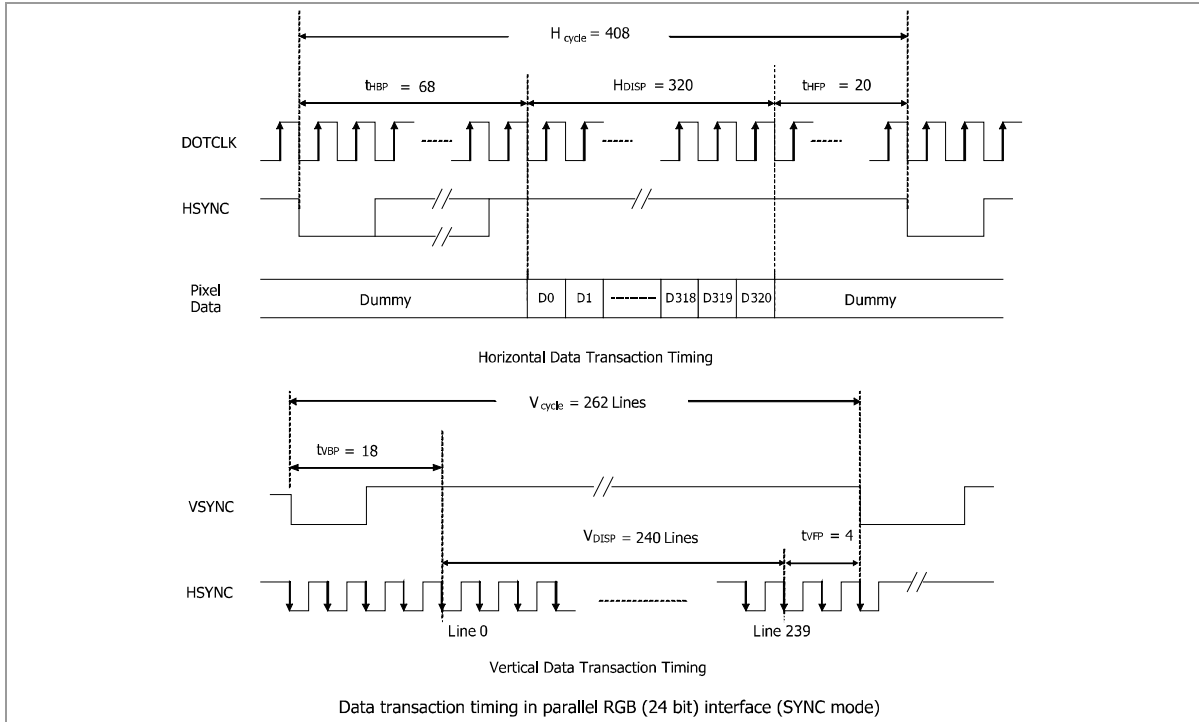 H cycle = 408
tHBP = 68 HDISP = 320 tHFP = 20
DOTCLK
HSYNC
Pixel Data
Dummy D0 D1 D318 D319 D320 Dummy
Horizontal Data Transaction Timing
V cycle = 262 Lines
tVBP = 18
VSYNC
VDISP = 240 Lines tVFP = 4
HSYNC
Line 0 Line 239
Vertical Data Transaction Timing
Data transaction timing in parallel RGB (24 bit) interface (SYNC mode)